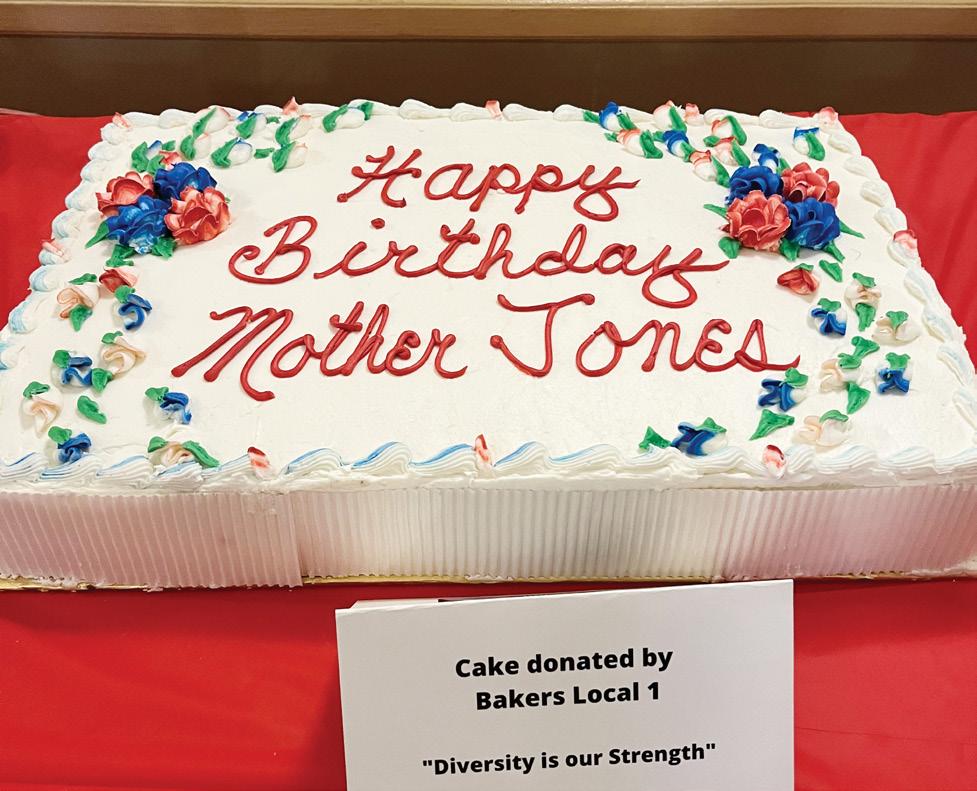 Happy
Birthday
Mother Jones
Cake donated by
Bakers Local 1
"Diversity is our Strength"